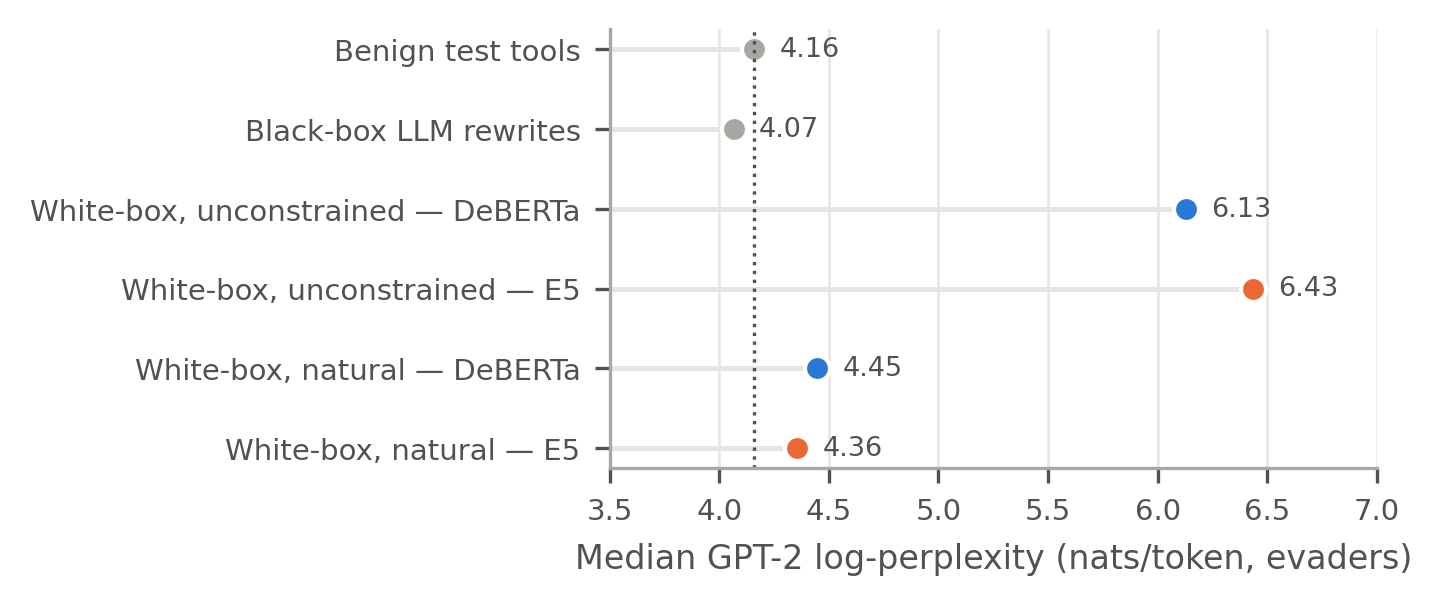 Benign test tools 4.16
Black-box LLM rewrites 4.07
White-box, unconstrained — DeBERTa 6.13
White-box, unconstrained — E5 6.43
White-box, natural — DeBERTa 4.45
White-box, natural — E5 4.36
3.5 4.0 4.5 5.0 5.5 6.0 6.5 7.0
Median GPT-2 log-perplexity (nats/token, evaders)